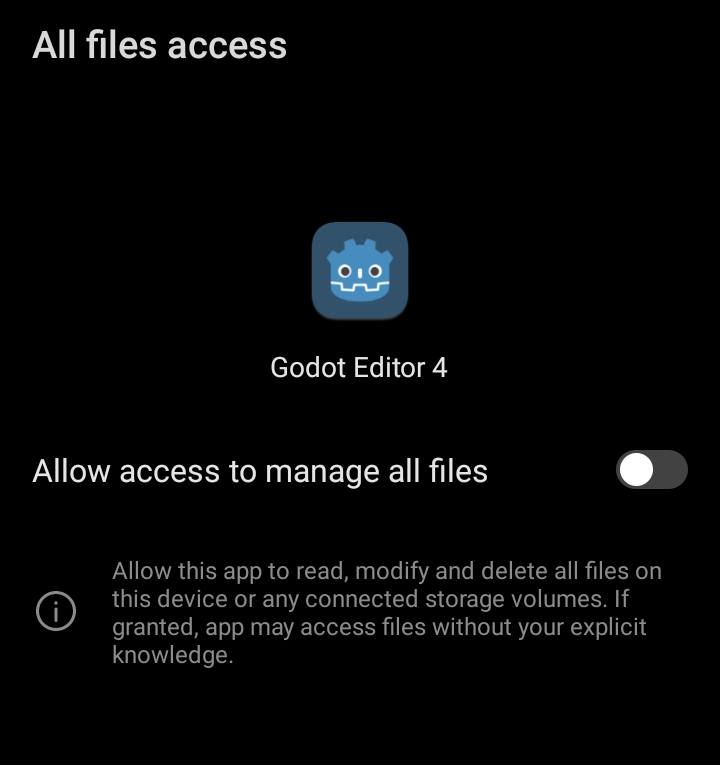 All files access
Godot Editor 4
Allow access to manage all files
Allow this app to read, modify and delete all files on
this device or any connected storage volumes. If
granted, app may access files without your explicit
knowledge.